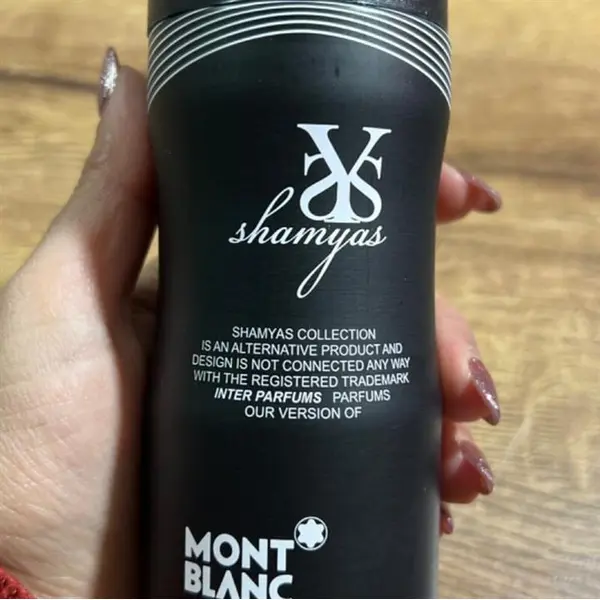 shamyas
SHAMYAS COLLECTION
IS AN ALTERNATIVE PRODUCT AND
DESIGN IS NOT CONNECTED ANY WAY
WITH THE REGISTERED TRADEMARK
INTER PARFUMS PARFUMS
OUR VERSION OF
MONT
BLANC